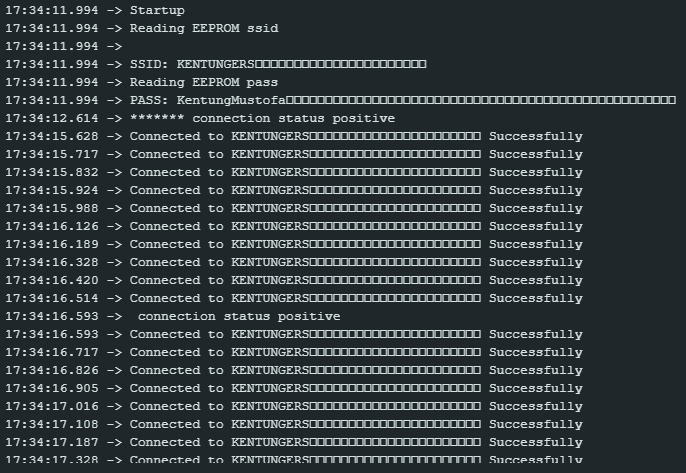 17:34:11.994 -> Startup
17:34:11.994 -> Reading EEPROM ssid
17:34:11.994 ->
17:34:11.994 -> SSID: KENTUNGERS□□□□□□□□□□□□□□□□□□□□□□
17:34:11.994 -> Reading EEPROM pass
17:34:11.994 -> PASS: KentungMustofa□□□□□□□□□□□□□□□□□□□□□□□□□□□□□□□□□□□□□□□□□□□□□□□□□□
17:34:12.614 -> ******* connection status positive
17:34:15.628 -> Connected to KENTUNGERS□□□□□□□□□□□□□□□□□□□□□□ Successfully
17:34:15.717 -> Connected to KENTUNGERS□□□□□□□□□□□□□□□□□□□□□□ Successfully
17:34:15.832 -> Connected to KENTUNGERS□□□□□□□□□□□□□□□□□□□□□□ Successfully
17:34:15.924 -> Connected to KENTUNGERS□□□□□□□□□□□□□□□□□□□□□□ Successfully
17:34:15.988 -> Connected to KENTUNGERS□□□□□□□□□□□□□□□□□□□□□□ Successfully
17:34:16.126 -> Connected to KENTUNGERS□□□□□□□□□□□□□□□□□□□□□□ Successfully
17:34:16.189 -> Connected to KENTUNGERS□□□□□□□□□□□□□□□□□□□□□□ Successfully
17:34:16.328 -> Connected to KENTUNGERS□□□□□□□□□□□□□□□□□□□□□□ Successfully
17:34:16.420 -> Connected to KENTUNGERS□□□□□□□□□□□□□□□□□□□□□□ Successfully
17:34:16.514 -> Connected to KENTUNGERS□□□□□□□□□□□□□□□□□□□□□□ Successfully
17:34:16.593 ->  connection status positive
17:34:16.593 -> Connected to KENTUNGERS□□□□□□□□□□□□□□□□□□□□□□ Successfully
17:34:16.717 -> Connected to KENTUNGERS□□□□□□□□□□□□□□□□□□□□□□ Successfully
17:34:16.826 -> Connected to KENTUNGERS□□□□□□□□□□□□□□□□□□□□□□ Successfully
17:34:16.905 -> Connected to KENTUNGERS□□□□□□□□□□□□□□□□□□□□□□ Successfully
17:34:17.016 -> Connected to KENTUNGERS□□□□□□□□□□□□□□□□□□□□□□ Successfully
17:34:17.108 -> Connected to KENTUNGERS□□□□□□□□□□□□□□□□□□□□□□ Successfully
17:34:17.187 -> Connected to KENTUNGERS□□□□□□□□□□□□□□□□□□□□□□ Successfully
17:34:17.328 -> Connected to KENTUNGERS□□□□□□□□□□□□□□□□□□□□□□ Successfully